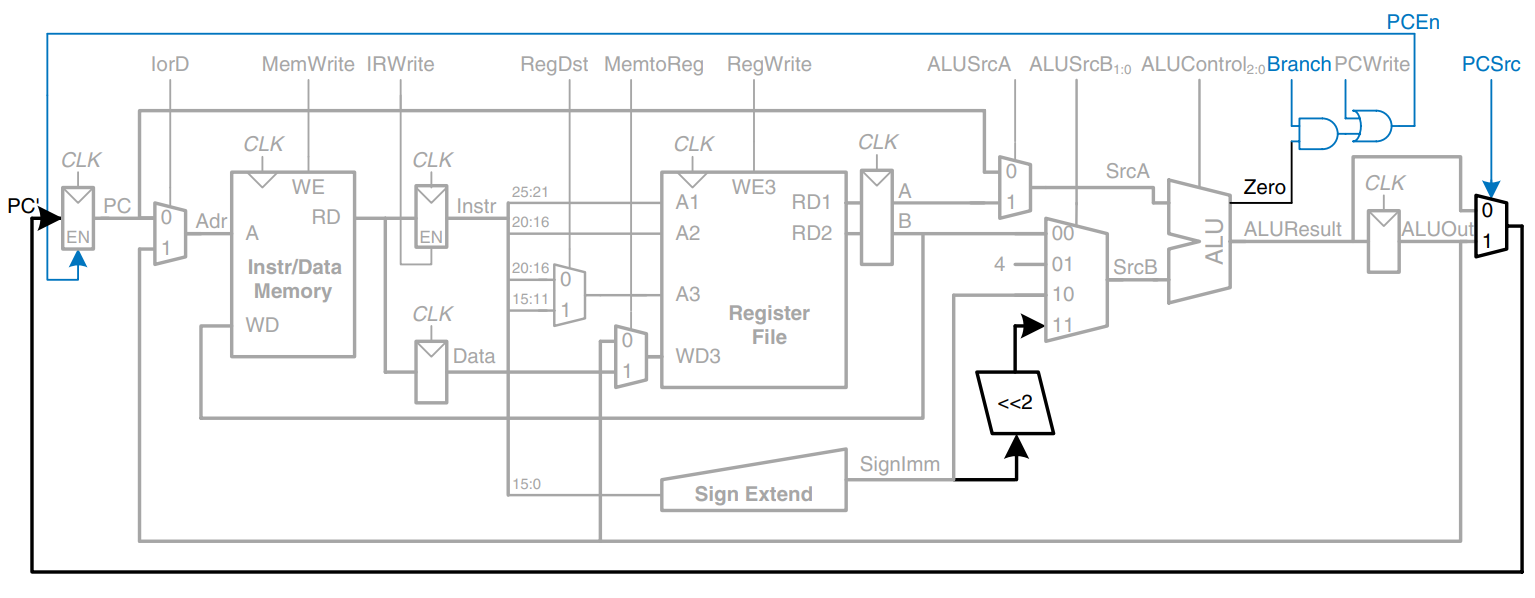 PCEn
IorD MemWrite IRWrite RegDst MemtoReg RegWrite ALUSrcA ALUSrcB1:0 ALUControl2:0 Branch PCWrite PCSrc
CLK CLK CLK CLK CLK CLK
PC' PC EN
0 1 Adr
WE
RD
A
Instr/Data
Memory
WD
EN Instr
CLK
Data
25:21
20:16
20:16
15:11
15:0
0
1
0
1
A1
A2
A3
WD3
WE3
RD1
RD2
Register
File
A
B
0
1
SrcA
00
4 01
10
11
SrcB
ALU
Zero
ALUResult
CLK
ALUOut
0
1
<<2
SignImm
Sign Extend